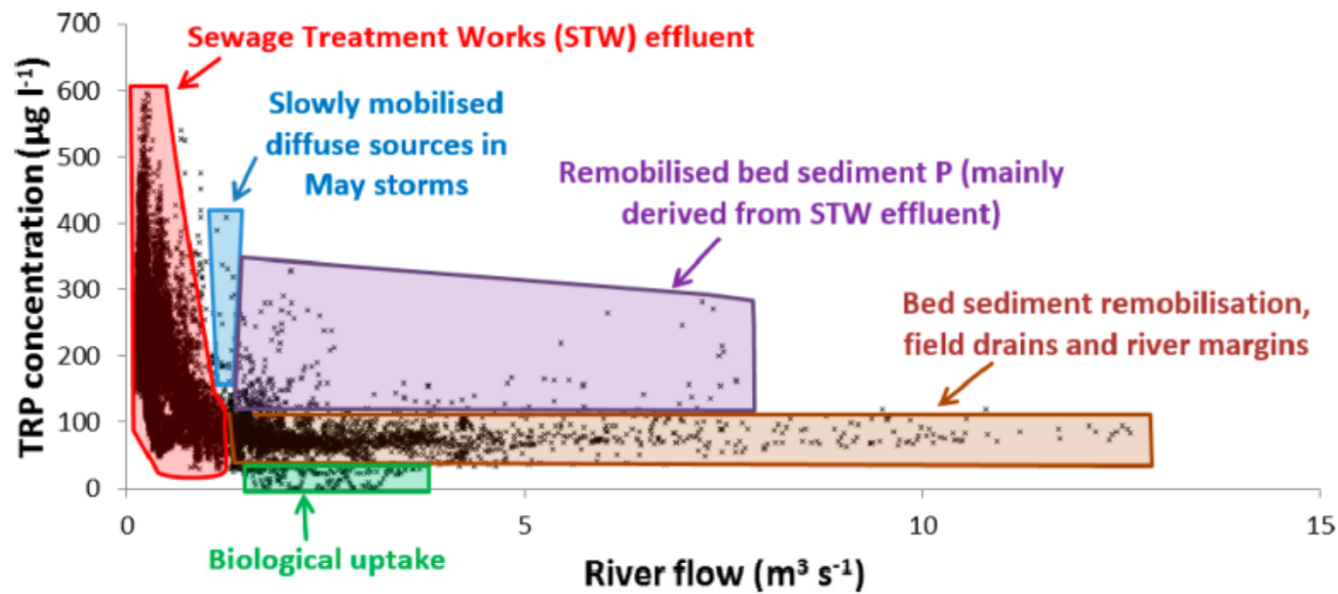 700
600
500
400
300
200
100
0
TRP concentration (µg l⁻¹)
Sewage Treatment Works (STW) effluent
Slowly mobilised
diffuse sources in
May storms
Remobilised bed sediment P (mainly
derived from STW effluent)
Bed sediment remobilisation,
field drains and river margins
Biological uptake
0
5
10
15
River flow (m³ s⁻¹)